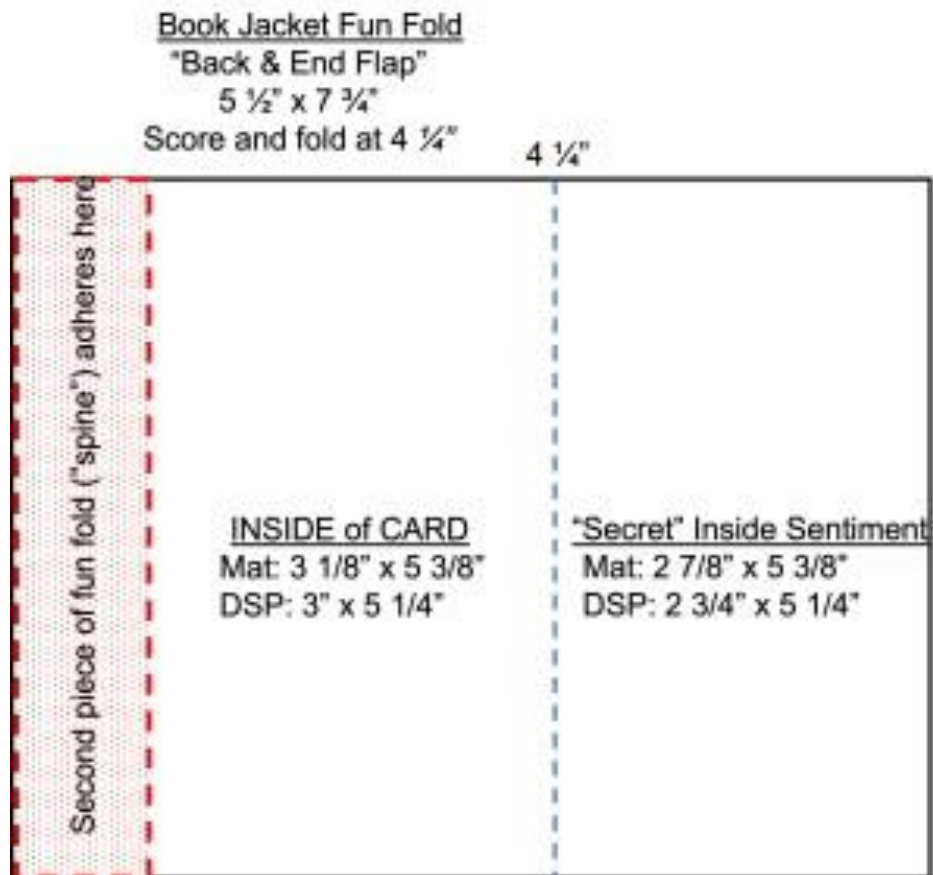 Book Jacket Fun Fold
“Back & End Flap”
5 ½” x 7 ¾”
Score and fold at 4 ¼”
4 ¼”
Second piece of fun fold (“spine”) adheres here
INSIDE of CARD
Mat: 3 1/8” x 5 3/8”
DSP: 3” x 5 1/4”
“Secret” Inside Sentiment
Mat: 2 7/8” x 5 3/8”
DSP: 2 3/4” x 5 1/4”